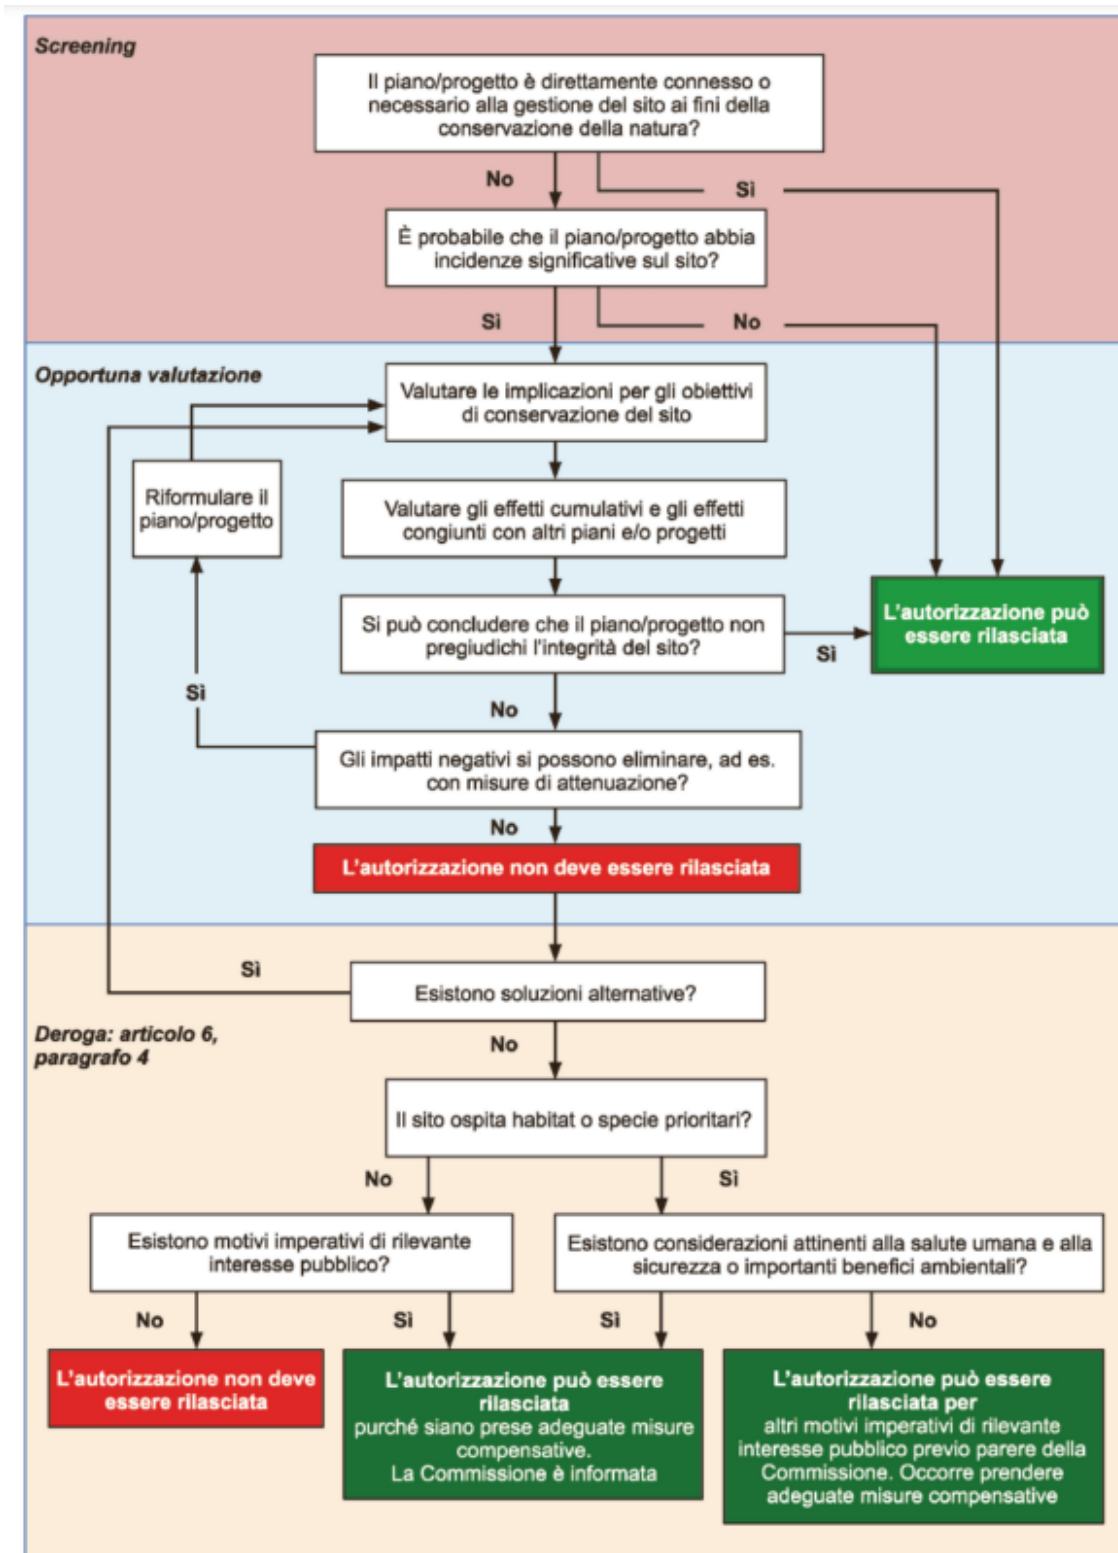 Screening
Il piano/progetto è direttamente connesso o
necessario alla gestione del sito ai fini della
conservazione della natura?
No
Sì
È probabile che il piano/progetto abbia
incidenze significative sul sito?
Sì
No
Opportuna valutazione
Valutare le implicazioni per gli obiettivi
di conservazione del sito
Riformulare il
piano/progetto
Valutare gli effetti cumulativi e gli effetti
congiunti con altri piani e/o progetti
Si può concludere che il piano/progetto non
pregiudichi l'integrità del sito?
Sì
L'autorizzazione può
essere rilasciata
Sì
No
Gli impatti negativi si possono eliminare, ad es.
con misure di attenuazione?
No
L'autorizzazione non deve essere rilasciata
Sì
Esistono soluzioni alternative?
Deroga: articolo 6,
paragrafo 4
No
Il sito ospita habitat o specie prioritari?
No
Sì
Esistono motivi imperativi di rilevante
interesse pubblico?
Esistono considerazioni attinenti alla salute umana e alla
sicurezza o importanti benefici ambientali?
No
Sì
Sì
No
L'autorizzazione non deve
essere rilasciata
L'autorizzazione può essere
rilasciata
purché siano prese adeguate misure
compensative.
La Commissione è informata
L'autorizzazione può essere
rilasciata per
altri motivi imperativi di rilevante
interesse pubblico previo parere della
Commissione. Occorre prendere
adeguate misure compensative